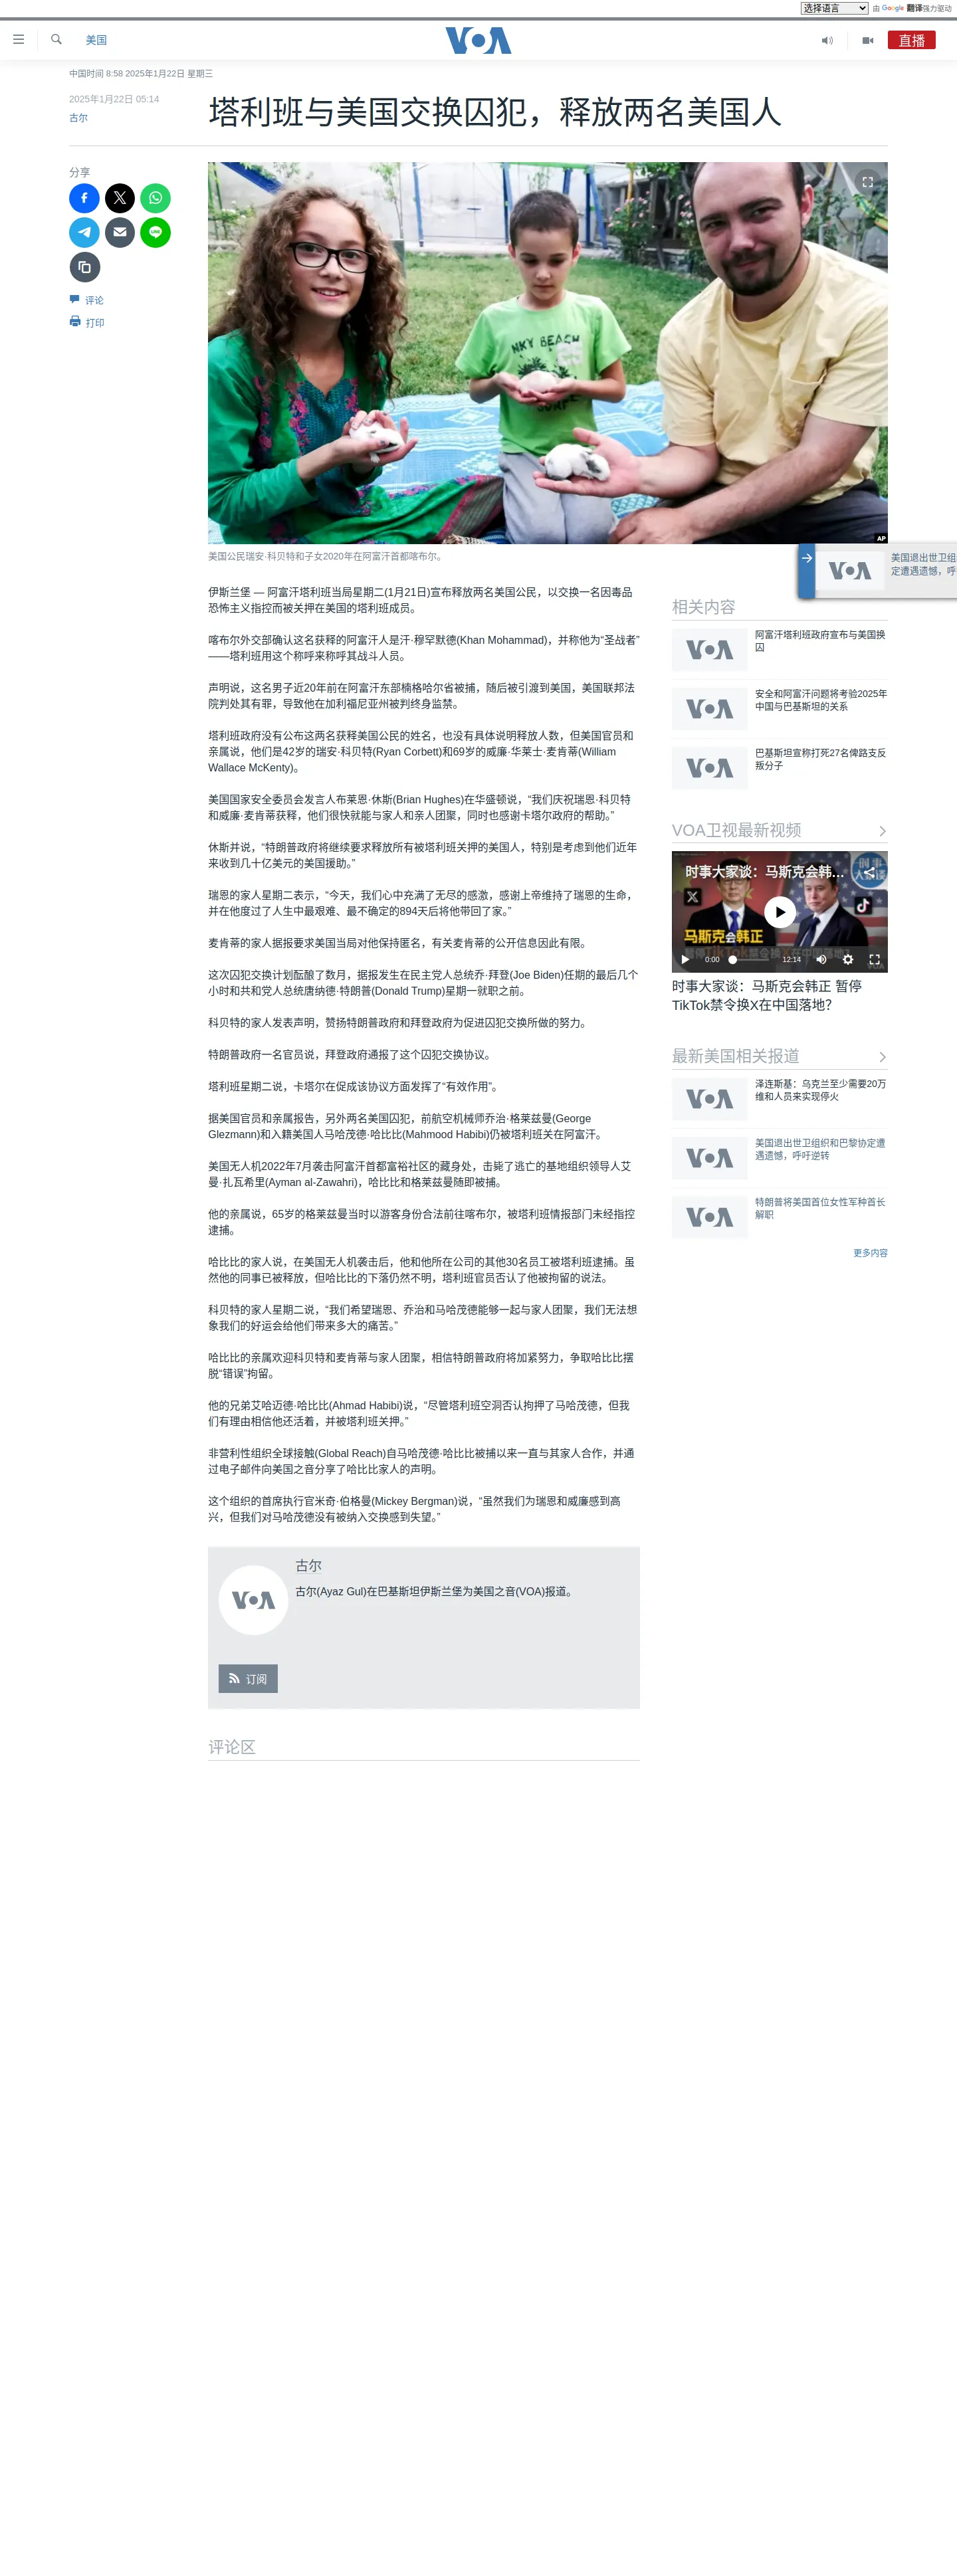 选择语言 由 Google 翻译强力驱动
美国
VOA
直播
中国时间 8:58 2025年1月22日 星期三
2025年1月22日 05:14
古尔
塔利班与美国交换囚犯，释放两名美国人
分享
评论
打印
NKY BEACH
SURF
AP
美国公民瑞安·科贝特和子女2020年在阿富汗首都喀布尔。
VOA
美国退出世卫组
定遭遇遗憾，呼
伊斯兰堡 — 阿富汗塔利班当局星期二(1月21日)宣布释放两名美国公民，以交换一名因毒品
恐怖主义指控而被关押在美国的塔利班成员。
喀布尔外交部确认这名获释的阿富汗人是汗·穆罕默德(Khan Mohammad)，并称他为“圣战者”
——塔利班用这个称呼来称呼其战斗人员。
声明说，这名男子近20年前在阿富汗东部楠格哈尔省被捕，随后被引渡到美国，美国联邦法
院判处其有罪，导致他在加利福尼亚州被判终身监禁。
塔利班政府没有公布这两名获释美国公民的姓名，也没有具体说明释放人数，但美国官员和
亲属说，他们是42岁的瑞安·科贝特(Ryan Corbett)和69岁的威廉·华莱士·麦肯蒂(William
Wallace McKenty)。
美国国家安全委员会发言人布莱恩·休斯(Brian Hughes)在华盛顿说，“我们庆祝瑞恩·科贝特
和威廉·麦肯蒂获释，他们很快就能与家人和亲人团聚，同时也感谢卡塔尔政府的帮助。”
休斯并说，“特朗普政府将继续要求释放所有被塔利班关押的美国人，特别是考虑到他们近年
来收到几十亿美元的美国援助。”
瑞恩的家人星期二表示，“今天，我们心中充满了无尽的感激，感谢上帝维持了瑞恩的生命，
并在他度过了人生中最艰难、最不确定的894天后将他带回了家。”
麦肯蒂的家人据报要求美国当局对他保持匿名，有关麦肯蒂的公开信息因此有限。
这次囚犯交换计划酝酿了数月，据报发生在民主党人总统乔·拜登(Joe Biden)任期的最后几个
小时和共和党人总统唐纳德·特朗普(Donald Trump)星期一就职之前。
科贝特的家人发表声明，赞扬特朗普政府和拜登政府为促进囚犯交换所做的努力。
特朗普政府一名官员说，拜登政府通报了这个囚犯交换协议。
塔利班星期二说，卡塔尔在促成该协议方面发挥了“有效作用”。
据美国官员和亲属报告，另外两名美国囚犯，前航空机械师乔治·格莱兹曼(George
Glezmann)和入籍美国人马哈茂德·哈比比(Mahmood Habibi)仍被塔利班关在阿富汗。
美国无人机2022年7月袭击阿富汗首都富裕社区的藏身处，击毙了逃亡的基地组织领导人艾
曼·扎瓦希里(Ayman al-Zawahri)，哈比比和格莱兹曼随即被捕。
他的亲属说，65岁的格莱兹曼当时以游客身份合法前往喀布尔，被塔利班情报部门未经指控
逮捕。
哈比比的家人说，在美国无人机袭击后，他和他所在公司的其他30名员工被塔利班逮捕。虽
然他的同事已被释放，但哈比比的下落仍然不明，塔利班官员否认了他被拘留的说法。
科贝特的家人星期二说，“我们希望瑞恩、乔治和马哈茂德能够一起与家人团聚，我们无法想
象我们的好运会给他们带来多大的痛苦。”
哈比比的亲属欢迎科贝特和麦肯蒂与家人团聚，相信特朗普政府将加紧努力，争取哈比比摆
脱“错误”拘留。
他的兄弟艾哈迈德·哈比比(Ahmad Habibi)说，“尽管塔利班空洞否认拘押了马哈茂德，但我
们有理由相信他还活着，并被塔利班关押。”
非营利性组织全球接触(Global Reach)自马哈茂德·哈比比被捕以来一直与其家人合作，并通
过电子邮件向美国之音分享了哈比比家人的声明。
这个组织的首席执行官米奇·伯格曼(Mickey Bergman)说，“虽然我们为瑞恩和威廉感到高
兴，但我们对马哈茂德没有被纳入交换感到失望。”
VOA
古尔
古尔(Ayaz Gul)在巴基斯坦伊斯兰堡为美国之音(VOA)报道。
订阅
评论区
相关内容
VOA
阿富汗塔利班政府宣布与美国换
囚
VOA
安全和阿富汗问题将考验2025年
中国与巴基斯坦的关系
VOA
巴基斯坦宣称打死27名俾路支反
叛分子
VOA卫视最新视频
时事大家谈：马斯克会韩…
马斯克会韩正
0:00
12:14
时事大家谈：马斯克会韩正 暂停
TikTok禁令换X在中国落地？
最新美国相关报道
VOA
泽连斯基：乌克兰至少需要20万
维和人员来实现停火
VOA
美国退出世卫组织和巴黎协定遭
遇遗憾，呼吁逆转
VOA
特朗普将美国首位女性军种首长
解职
更多内容